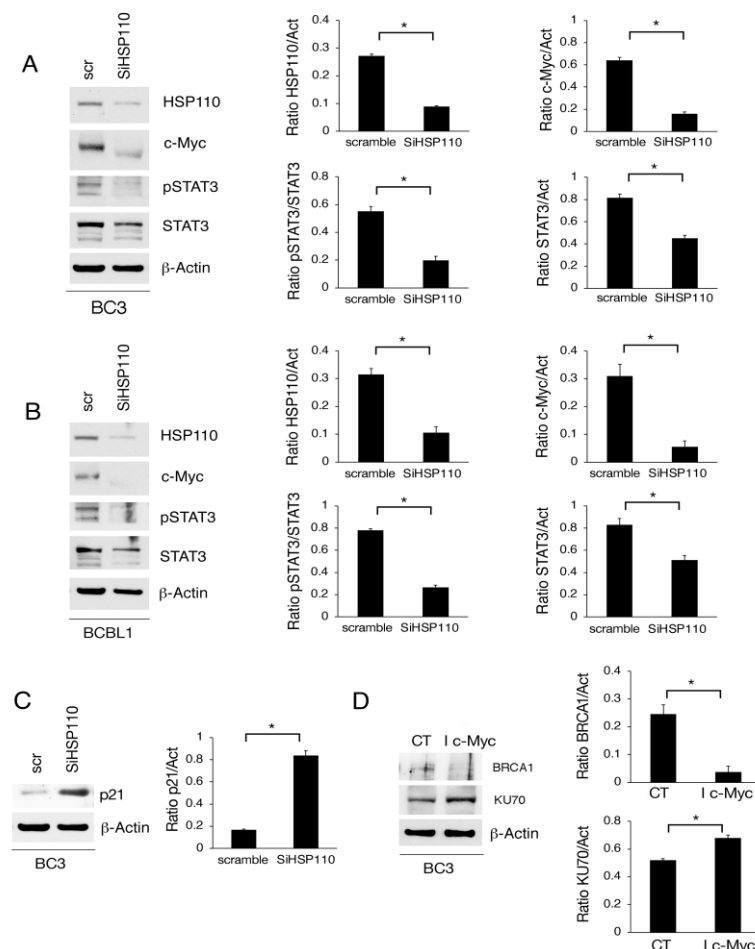 A
scr
SiHSP110
HSP110
c-Myc
pSTAT3
STAT3
β-Actin
BC3
Ratio HSP110/Act
0.4
0.3
0.2
0.1
0
*
scramble SiHSP110
Ratio c-Myc/Act
1
0.8
0.6
0.4
0.2
0
*
scramble SiHSP110
Ratio pSTAT3/STAT3
1
0.8
0.6
0.4
0.2
0
*
scramble SiHSP110
Ratio STAT3/Act
1
0.8
0.6
0.4
0.2
0
*
scramble SiHSP110
B
scr
SiHSP110
HSP110
c-Myc
pSTAT3
STAT3
β-Actin
BCBL1
Ratio HSP110/Act
0.4
0.3
0.2
0.1
0
*
scramble SiHSP110
Ratio c-Myc/Act
0.4
0.3
0.2
0.1
0
*
scramble SiHSP110
Ratio pSTAT3/STAT3
1
0.8
0.6
0.4
0.2
0
*
scramble SiHSP110
Ratio STAT3/Act
1
0.8
0.6
0.4
0.2
0
*
scramble SiHSP110
C
scr
SiHSP110
p21
β-Actin
BC3
Ratio p21/Act
1
0.8
0.6
0.4
0.2
0
*
scramble SiHSP110
D
CT I c-Myc
BRCA1
KU70
β-Actin
BC3
Ratio BRCA1/Act
0.4
0.3
0.2
0.1
0
*
CT I c-Myc
Ratio KU70/Act
0.8
0.6
0.4
0.2
0
*
CT I c-Myc